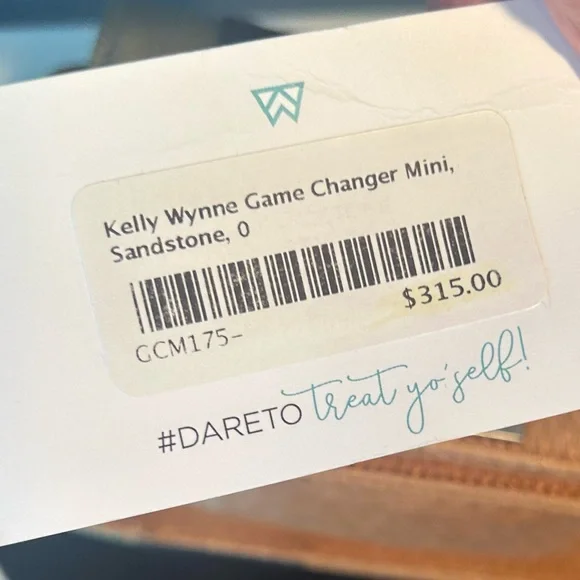 Kelly Wynne Game Changer Mini,
Sandstone, 0
$315.00
GCM175-
#DARETO treat yo'self!